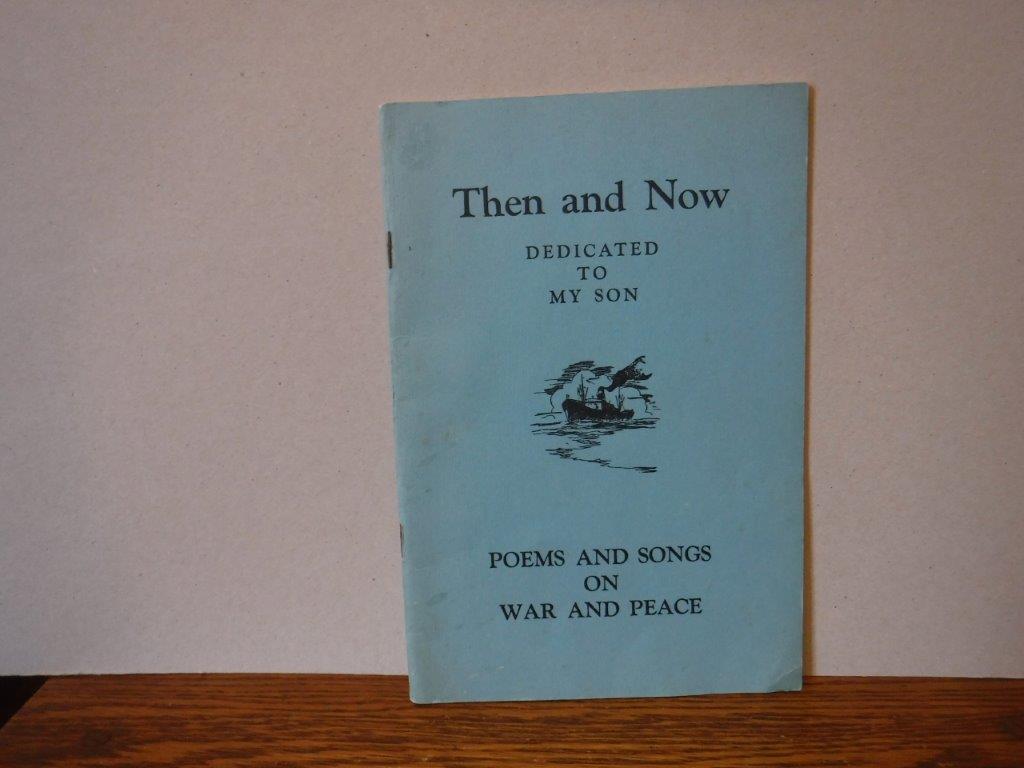 Then and Now
DEDICATED
TO
MY SON
POEMS AND SONGS
ON
WAR AND PEACE